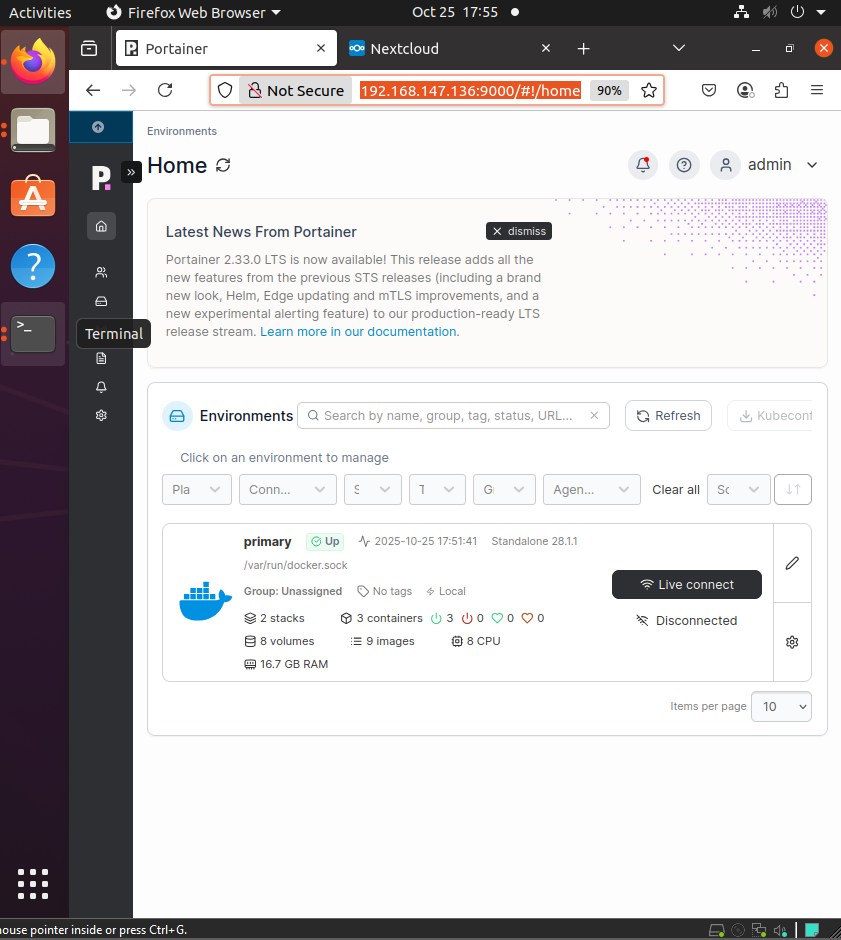 Activities Firefox Web Browser Oct 25 17:55
Portainer Nextcloud
Not Secure 192.168.147.136:9000/#!/home 90%
Environments
Home admin
Latest News From Portainer dismiss
Portainer 2.33.0 LTS is now available! This release adds all the
new features from the previous STS releases (including a brand
new look, Helm, Edge updating and mTLS improvements, and a
new experimental alerting feature) to our production-ready LTS
release stream. Learn more in our documentation.
Terminal
Environments Search by name, group, tag, status, URL... Refresh Kubeconf
Click on an environment to manage
Pla Conn... S T G Agen... Clear all So
primary Up 2025-10-25 17:51:41 Standalone 28.1.1
/var/run/docker.sock
Group: Unassigned No tags Local
Live connect
2 stacks 3 containers 3 0 0 0
Disconnected
8 volumes 9 images 8 CPU
16.7 GB RAM
Items per page 10
ouse pointer inside or press Ctrl+G.